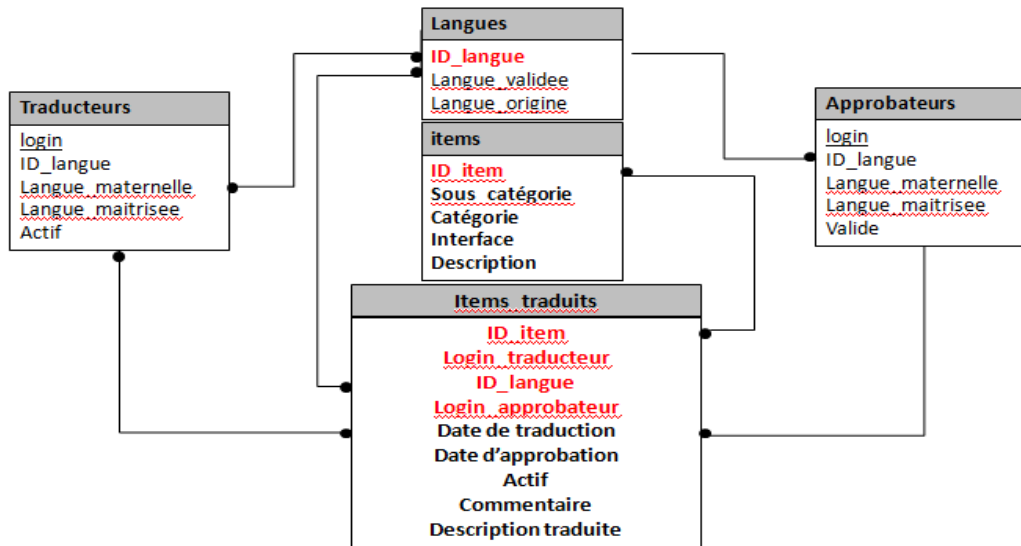 Langues
ID_langue
Langue_validée
Langue_origine
Traducteurs
login
ID_langue
Langue_maternelle
Langue_maitrisee
Actif
items
ID_item
Sous_catégorie
Catégorie
Interface
Description
Approbateurs
login
ID_langue
Langue_maternelle
Langue_maitrisee
Valide
Items_traduits
ID_item
Login_traducteur
ID_langue
Login_approbateur
Date de traduction
Date d’approbation
Actif
Commentaire
Description traduite